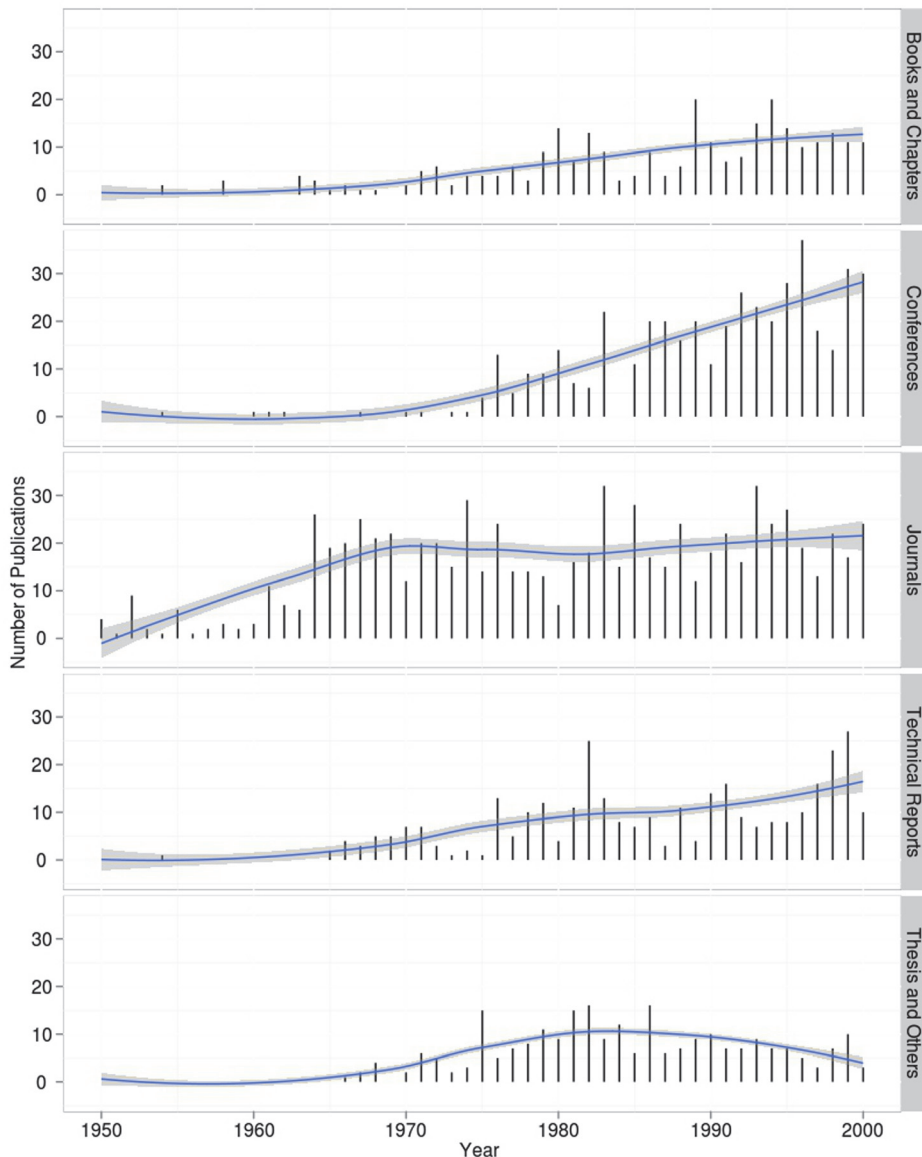 30
20
10
0
Books and Chapters
30
20
10
0
Conferences
Number of Publications
30
20
10
0
Journals
30
20
10
0
Technical Reports
30
20
10
0
Thesis and Others
1950 1960 1970 1980 1990 2000
Year